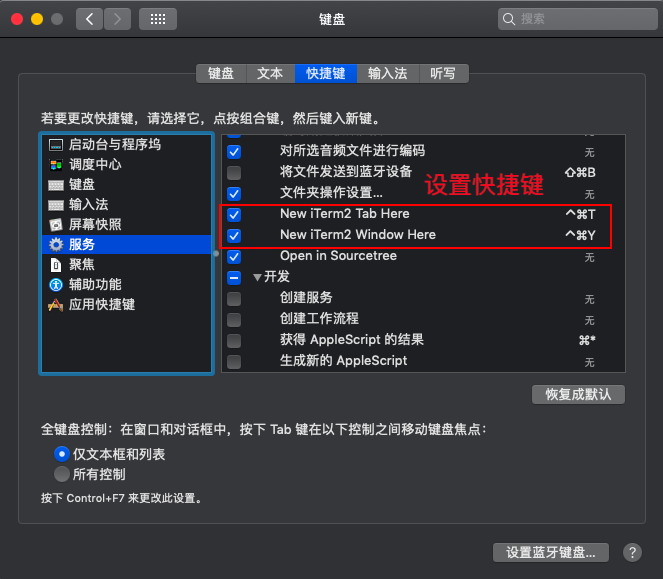 键盘
搜索
键盘 文本 快捷键 输入法 听写
若要更改快捷键，请选择它，点按组合键，然后键入新键。
启动台与程序坞
调度中心
键盘
输入法
屏幕快照
服务
聚焦
辅助功能
应用快捷键
对所选音频文件进行编码 无
将文件发送到蓝牙设备 ⇧⌘B
设置快捷键
文件夹操作设置... 无
New iTerm2 Tab Here ^⌘T
New iTerm2 Window Here ^⌘Y
Open in Sourcetree 无
开发
创建服务 无
创建工作流程 无
获得 AppleScript 的结果 ⌘*
生成新的 AppleScript 无
恢复成默认
全键盘控制：在窗口和对话框中，按下 Tab 键在以下控制之间移动键盘焦点：
仅文本框和列表
所有控制
按下 Control+F7 来更改此设置。
设置蓝牙键盘... ?